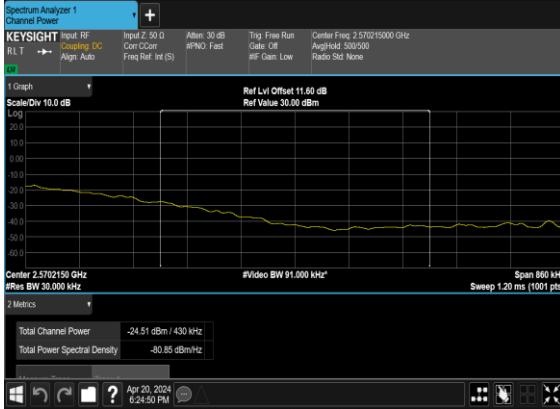 Spectrum Analyzer 1
Channel Power
+
KEYSIGHT
RLT
Input: RF
Coupling: DC
Align: Auto
Input Z: 50 Ω
Corr CCorr
Freq Ref: Int (S)
Atten: 30 dB
#PNO: Fast
Trig: Free Run
Gate: Off
#IF Gain: Low
Center Freq: 2.570215000 GHz
Avg|Hold: 500/500
Radio Std: None
1 Graph
Scale/Div 10.0 dB
Ref Lvl Offset 11.60 dB
Ref Value 30.00 dBm
Log
20.0
10.0
0.00
-10.0
-20.0
-30.0
-40.0
-50.0
-60.0
Center 2.5702150 GHz
#Res BW 30.000 kHz
#Video BW 91.000 kHz*
Span 860 kH
Sweep 1.20 ms (1001 pts
2 Metrics
Total Channel Power -24.51 dBm / 430 kHz
Total Power Spectral Density -80.85 dBm/Hz
?
Apr 20, 2024
6:24:50 PM